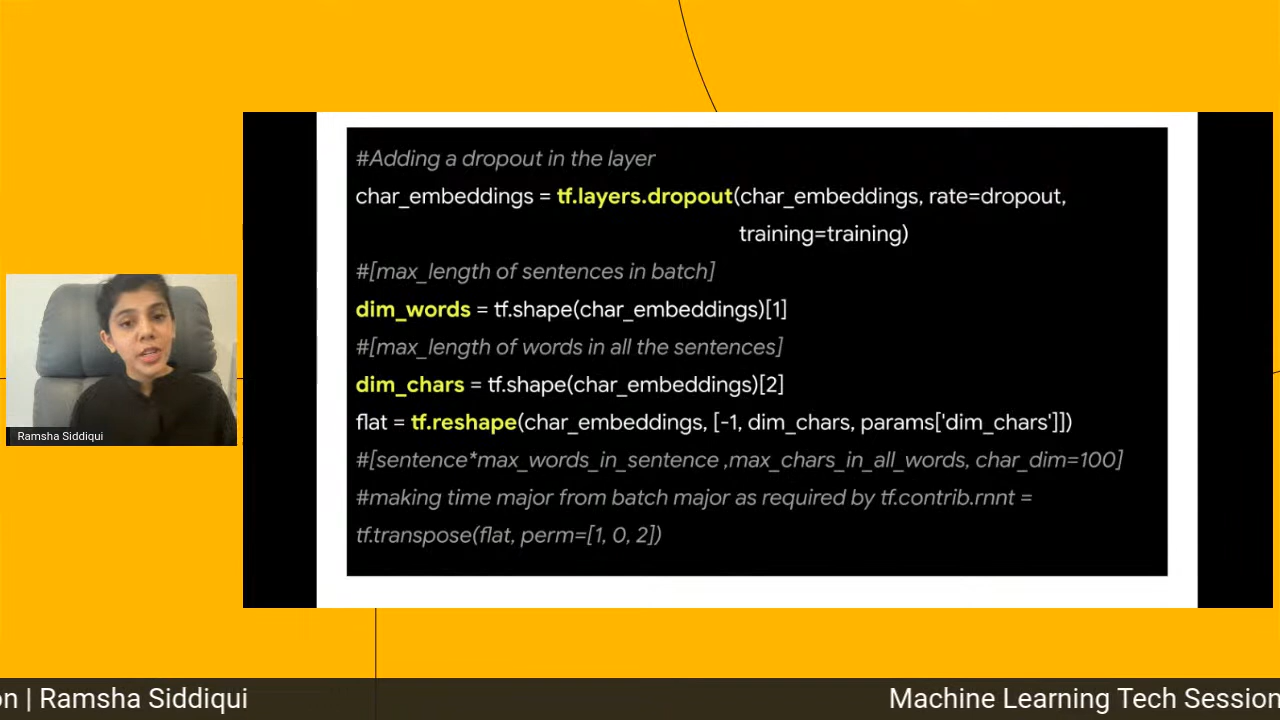 #Adding a dropout in the layer
char_embeddings = tf.layers.dropout(char_embeddings, rate=dropout,
training=training)
#[max_length of sentences in batch]
dim_words = tf.shape(char_embeddings)[1]
#[max_length of words in all the sentences]
dim_chars = tf.shape(char_embeddings)[2]
flat = tf.reshape(char_embeddings, [-1, dim_chars, params['dim_chars']])
#[sentence*max_words_in_sentence ,max_chars_in_all_words, char_dim=100]
#making time major from batch major as required by tf.contrib.rnnt =
tf.transpose(flat, perm=[1, 0, 2])
Ramsha Siddiqui
on | Ramsha Siddiqui
Machine Learning Tech Session